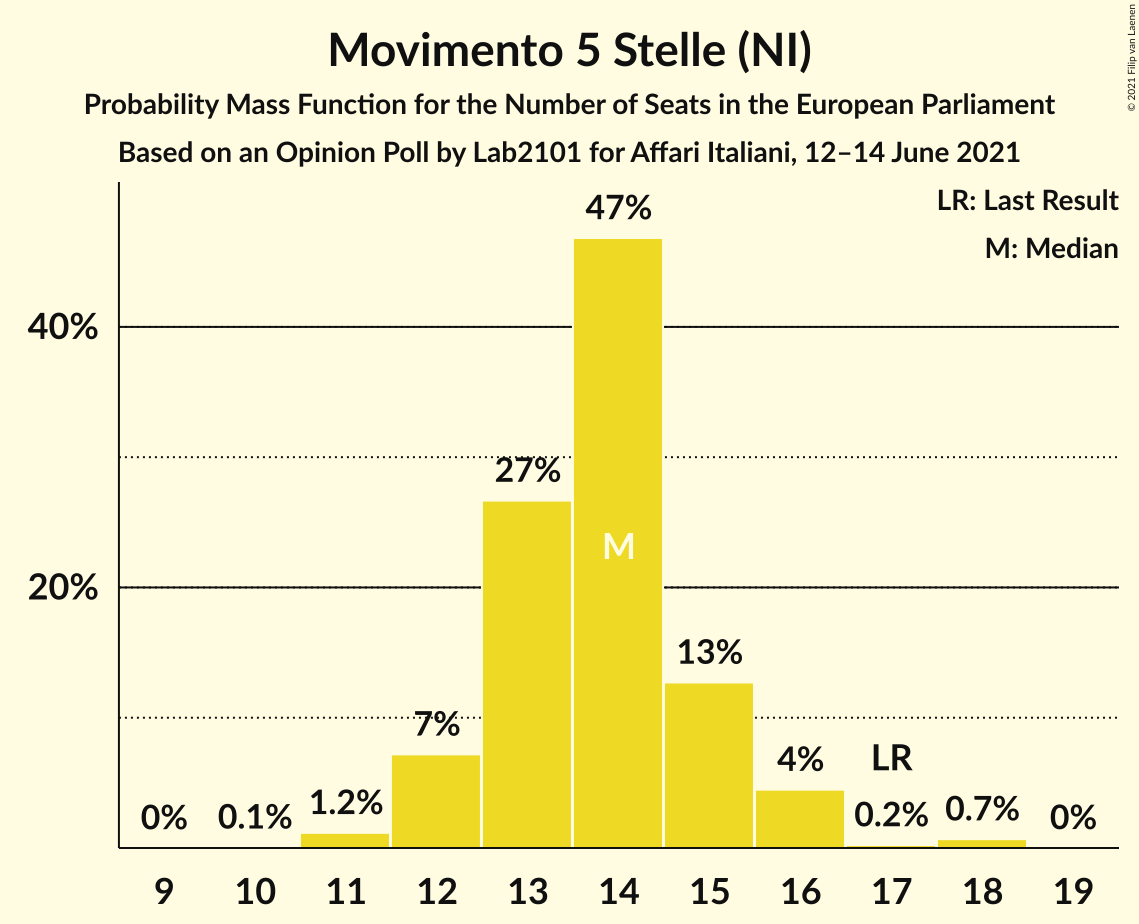 Movimento 5 Stelle (NI)
Probability Mass Function for the Number of Seats in the European Parliament
Based on an Opinion Poll by Lab2101 for Affari Italiani, 12–14 June 2021
© 2021 Filip van Laenen
LR: Last Result
M: Median
47%
40%
27%
M
20%
13%
7%
4%
LR
1.2%
0%
0.1%
0.2%
0.7%
0%
9 10 11 12 13 14 15 16 17 18 19